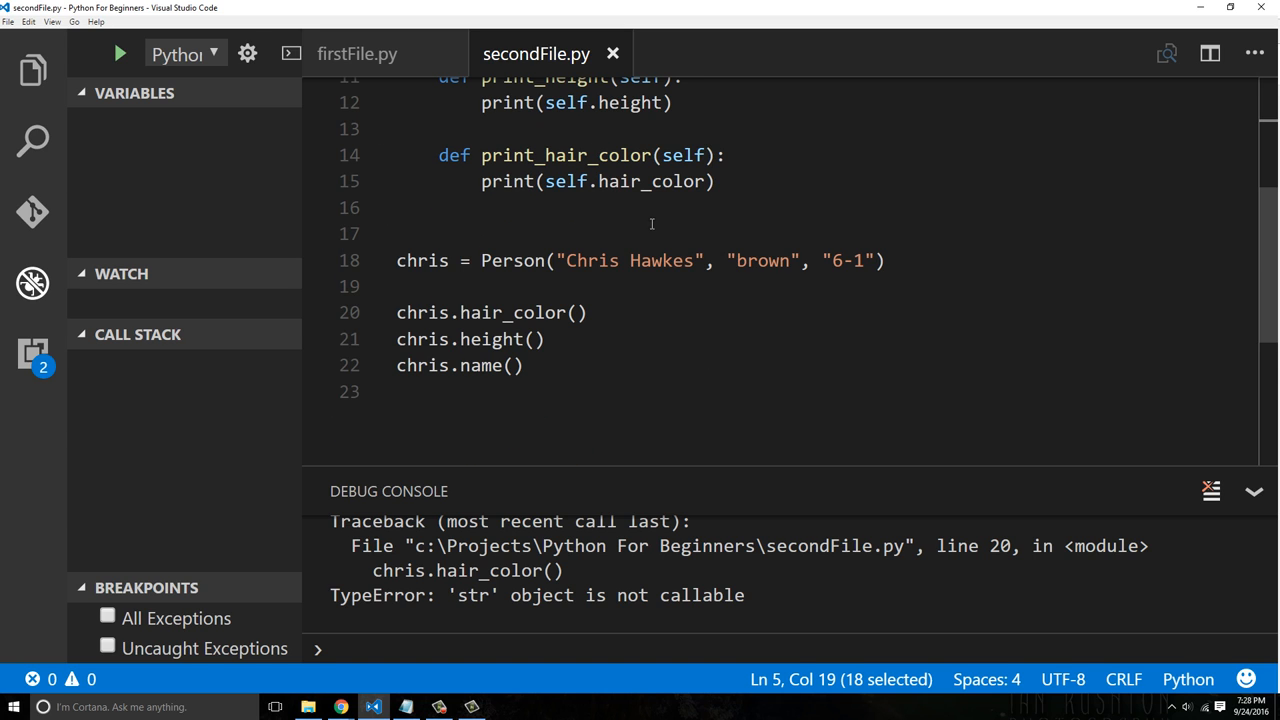 secondFile.py - Python For Beginners - Visual Studio Code
File Edit View Go Help
Pythor
firstFile.py secondFile.py
VARIABLES
WATCH
CALL STACK
2
BREAKPOINTS
All Exceptions
Uncaught Exceptions
11 def print_height(self):
12 print(self.height)
13
14 def print_hair_color(self):
15 print(self.hair_color)
16
17
18 chris = Person("Chris Hawkes", "brown", "6-1")
19
20 chris.hair_color()
21 chris.height()
22 chris.name()
23
DEBUG CONSOLE
Traceback (most recent call last):
File "c:\Projects\Python For Beginners\secondFile.py", line 20, in <module>
chris.hair_color()
TypeError: 'str' object is not callable
0 0 Ln 5, Col 19 (18 selected) Spaces: 4 UTF-8 CRLF Python
I'm Cortana. Ask me anything.
7:28 PM
9/24/2016